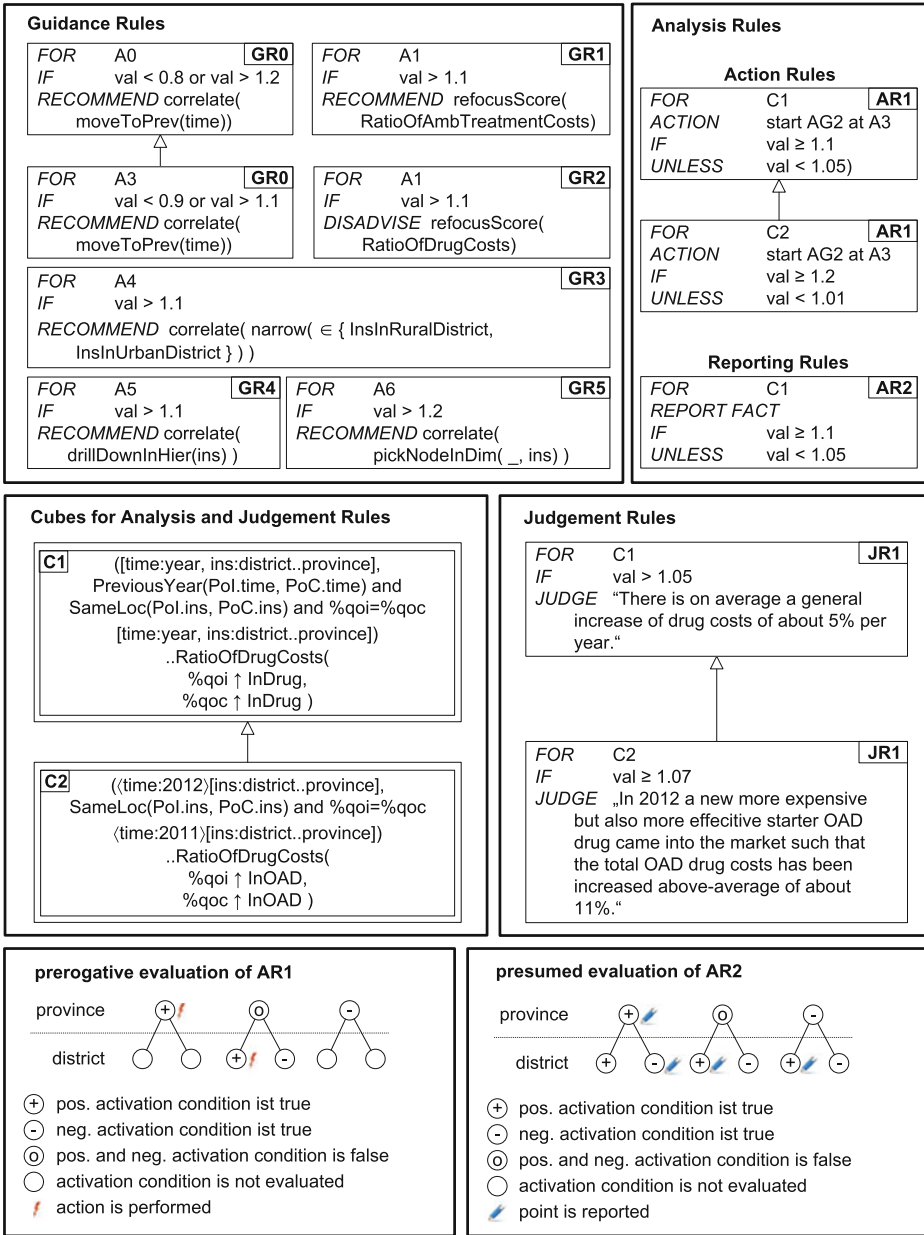 Guidance Rules
FOR A0 GR0
IF val < 0.8 or val > 1.2
RECOMMEND correlate(
moveToPrev(time))
FOR A1 GR1
IF val > 1.1
RECOMMEND refocusScore(
RatioOfAmbTreatmentCosts)
FOR A3 GR0
IF val < 0.9 or val > 1.1
RECOMMEND correlate(
moveToPrev(time))
FOR A1 GR2
IF val > 1.1
DISADVISE refocusScore(
RatioOfDrugCosts)
FOR A4 GR3
IF val > 1.1
RECOMMEND correlate( narrow( ∈ { InsInRuralDistrict,
InsInUrbanDistrict } ) )
FOR A5 GR4
IF val > 1.1
RECOMMEND correlate(
drillDownInHier(ins) )
FOR A6 GR5
IF val > 1.2
RECOMMEND correlate(
pickNodeInDim( _, ins) )
Analysis Rules
Action Rules
FOR C1 AR1
ACTION start AG2 at A3
IF val ≥ 1.1
UNLESS val < 1.05)
FOR C2 AR1
ACTION start AG2 at A3
IF val ≥ 1.2
UNLESS val < 1.01
Reporting Rules
FOR C1 AR2
REPORT FACT
IF val ≥ 1.1
UNLESS val < 1.05
Cubes for Analysis and Judgement Rules
C1 ([time:year, ins:district..province],
PreviousYear(PoI.time, PoC.time) and
SameLoc(PoI.ins, PoC.ins) and %qoi=%qoc
[time:year, ins:district..province])
..RatioOfDrugCosts(
%qoi ↑ InDrug,
%qoc ↑ InDrug )
C2 (⟨time:2012⟩[ins:district..province],
SameLoc(PoI.ins, PoC.ins) and %qoi=%qoc
⟨time:2011⟩[ins:district..province])
..RatioOfDrugCosts(
%qoi ↑ InOAD,
%qoc ↑ InOAD )
Judgement Rules
FOR C1 JR1
IF val > 1.05
JUDGE “There is on average a general
increase of drug costs of about 5% per
year.“
FOR C2 JR1
IF val ≥ 1.07
JUDGE „In 2012 a new more expensive
but also more effecitive starter OAD
drug came into the market such that
the total OAD drug costs has been
increased above-average of about
11%.“
prerogative evaluation of AR1
province + o -
district + -
+ pos. activation condition ist true
- neg. activation condition ist true
o pos. and neg. activation condition is false
activation condition is not evaluated
action is performed
presumed evaluation of AR2
province + o -
district + - + - + -
+ pos. activation condition ist true
- neg. activation condition ist true
o pos. and neg. activation condition is false
activation condition is not evaluated
point is reported